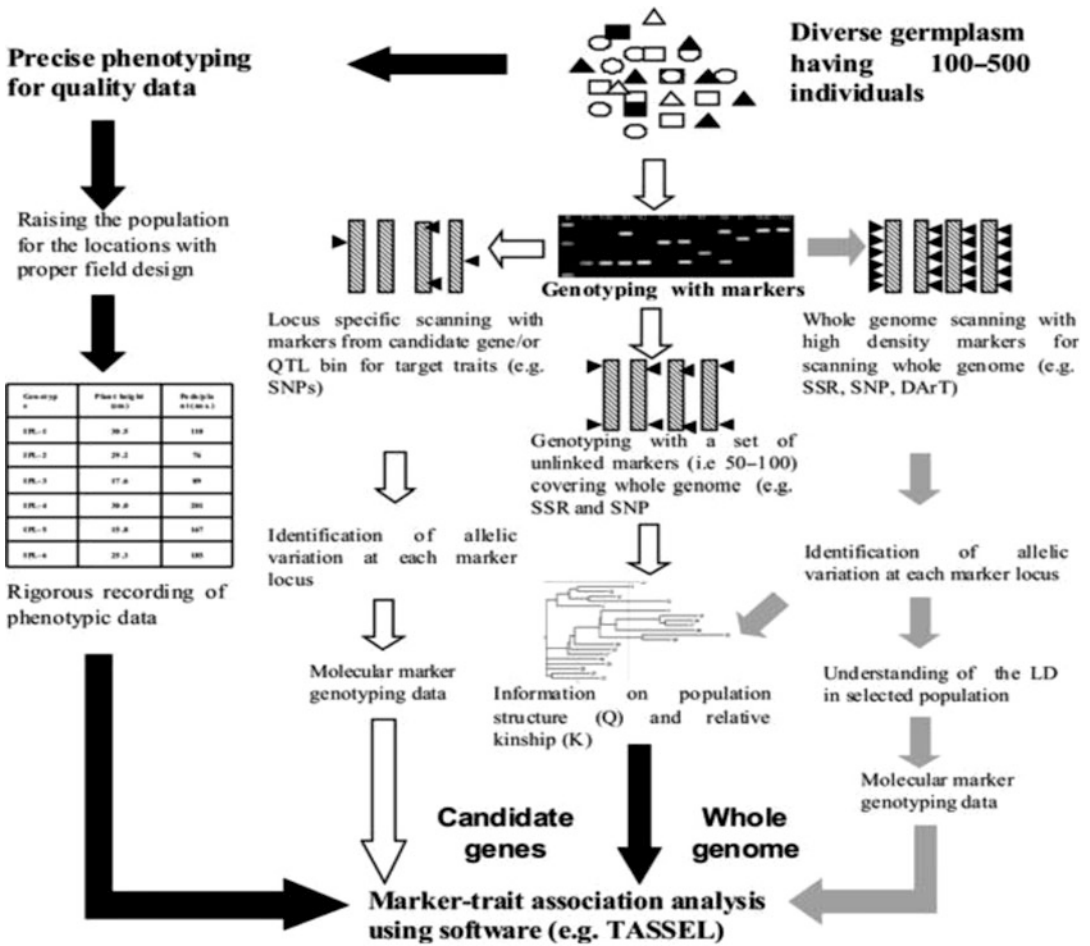 Precise phenotyping
for quality data
Diverse germplasm
having 100–500
individuals
Raising the population
for the locations with
proper field design
Genotyping with markers
Locus specific scanning with
markers from candidate gene/or
QTL bin for target traits (e.g.
SNPs)
Whole genome scanning with
high density markers for
scanning whole genome (e.g.
SSR, SNP, DArT)
Genotyping with a set of
unlinked markers (i.e 50–100)
covering whole genome (e.g.
SSR and SNP
Plant height
Rigorous recording of
phenotypic data
Identification of allelic
variation at each marker
locus
Identification of allelic
variation at each marker locus
Molecular marker
genotyping data
Information on population
structure (Q) and relative
kinship (K)
Understanding of the LD
in selected population
Molecular marker
genotyping data
Candidate
genes
Whole
genome
Marker-trait association analysis
using software (e.g. TASSEL)